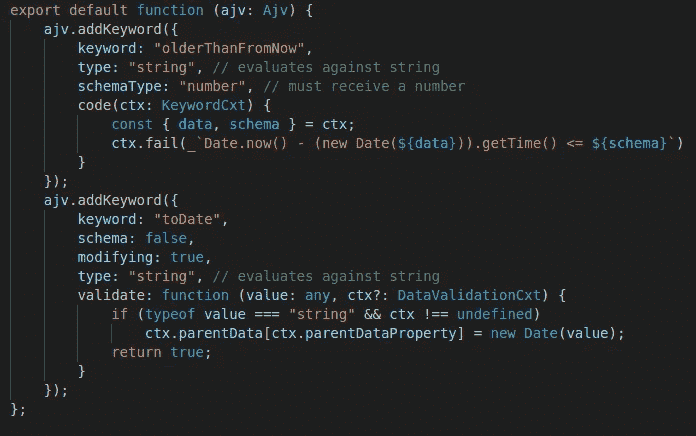 export default function (ajv: Ajv) {
    ajv.addKeyword({
        keyword: "olderThanFromNow",
        type: "string", // evaluates against string
        schemaType: "number", // must receive a number
        code(ctx: KeywordCxt) {
            const { data, schema } = ctx;
            ctx.fail(_`Date.now() - (new Date(${data})).getTime() <= ${schema}`)
        }
    });
    ajv.addKeyword({
        keyword: "toDate",
        schema: false,
        modifying: true,
        type: "string", // evaluates against string
        validate: function (value: any, ctx?: DataValidationCxt) {
            if (typeof value === "string" && ctx !== undefined)
                ctx.parentData[ctx.parentDataProperty] = new Date(value);
            return true;
        }
    });
};